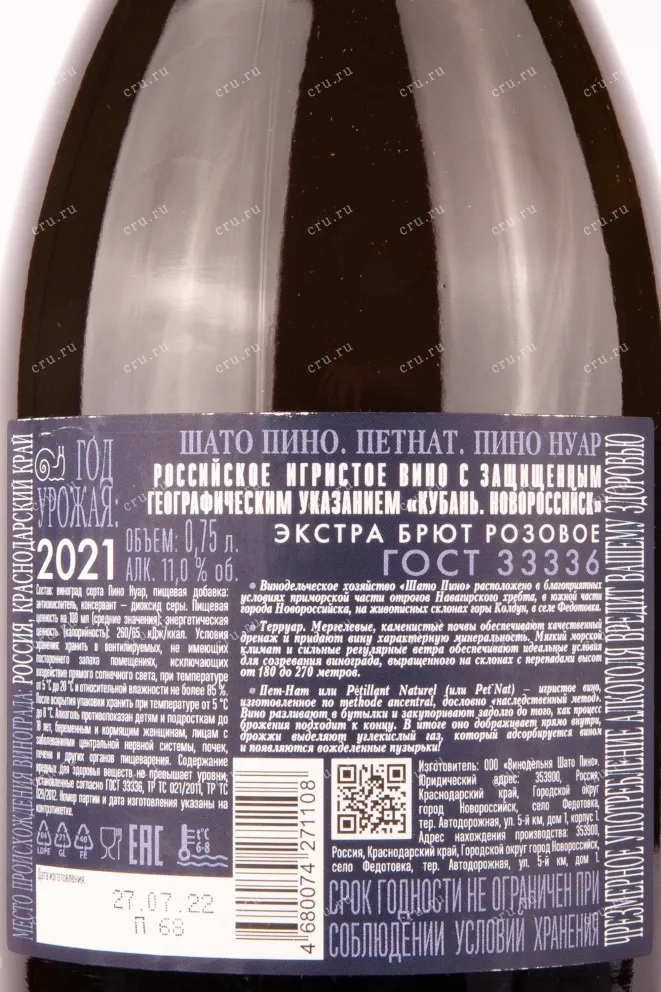 МЕСТО ПРОИСХОЖДЕНИЯ ВИНОГРАДА: РОССИЯ, КРАСНОДАРСКИЙ КРАЙ
ГОД
УРОЖАЯ:
2021
ОБЪЕМ: 0,75 л.
АЛК. 11,0 % об.
ШАТО ПИНО. ПЕТНАТ. ПИНО НУАР
РОССИЙСКОЕ ИГРИСТОЕ ВИНО С ЗАЩИЩЕННЫМ
ГЕОГРАФИЧЕСКИМ УКАЗАНИЕМ «КУБАНЬ. НОВОРОССИЙСК»
ЭКСТРА БРЮТ РОЗОВОЕ
ГОСТ 33336
Состав: виноград сорта Пино Нуар, пищевая добавка:
антиокислитель, консервант – диоксид серы. Пищевая
ценность на 100 мл (средние значения): энергетическая
ценность (калорийность): 260/65 кДж/ккал. Условия
хранения: хранить в вентилируемых, не имеющих
постороннего запаха помещениях, исключающих
воздействие прямого солнечного света, при температуре
от 5 °С до 20 °С и относительной влажности не более 85 %.
После вскрытия упаковки хранить при температуре от 5 °С
до 6 °С. Алкоголь противопоказан детям и подросткам до
18 лет, беременным и кормящим женщинам, лицам с
заболеваниями центральной нервной системы, почек,
печени и других органов пищеварения. Содержание
вредных для здоровья веществ не превышает уровни,
установленные согласно ГОСТ 33336, ТР ТС 021/2011, ТР ТС
029/2012. Номер партии и дата изготовления указаны на
контрэтикетке.
• Винодельческое хозяйство «Шато Пино» расположено в благоприятных
условиях приморской части отрогов Навагирского хребта, в южной части
города Новороссийска, на живописных склонах горы Колдун, в селе Федотовка.
• Терруар. Мергелевые, каменистые почвы обеспечивают качественный
дренаж и придают вину характерную минеральность. Мягкий морской
климат и сильные регулярные ветра обеспечивают идеальные условия
для созревания винограда, выращенного на склонах с перепадами высот
от 180 до 270 метров.
• Пет-Нат или Pétillant Naturel (или Pet'Nat) – игристое вино,
изготовленное по methode ancentral, дословно «наследственный метод».
Вино разливают в бутылки и закупоривают задолго до того, как процесс
брожения подходит к концу. В итоге оно дображивает прямо внутри,
дрожжи выделяют углекислый газ, который адсорбируется вином
и появляются вожделенные пузырьки!
LDPE
GL
40
FE
EAC
t°C
6-8
Дата изготовления:
27.07.22
П 68
4 680074 271108
Изготовитель: ООО «Винодельня Шато Пино».
Юридический адрес: 353900, Россия,
Краснодарский край, Городской округ
город Новороссийск, село Федотовка,
тер. Автодорожная, ул. 5-й км, дом 1, корпус 1.
Адрес нахождения производства: 353900,
Россия, Краснодарский край, Городской округ город Новороссийск,
село Федотовка, тер. Автодорожная, ул. 5-й км, дом 1.
СРОК ГОДНОСТИ НЕ ОГРАНИЧЕН ПРИ
СОБЛЮДЕНИИ УСЛОВИЙ ХРАНЕНИЯ
ЧРЕЗМЕРНОЕ УПОТРЕБЛЕНИЕ АЛКОГОЛЯ ВРЕДИТ ВАШЕМУ ЗДОРОВЬЮ
cru.ru